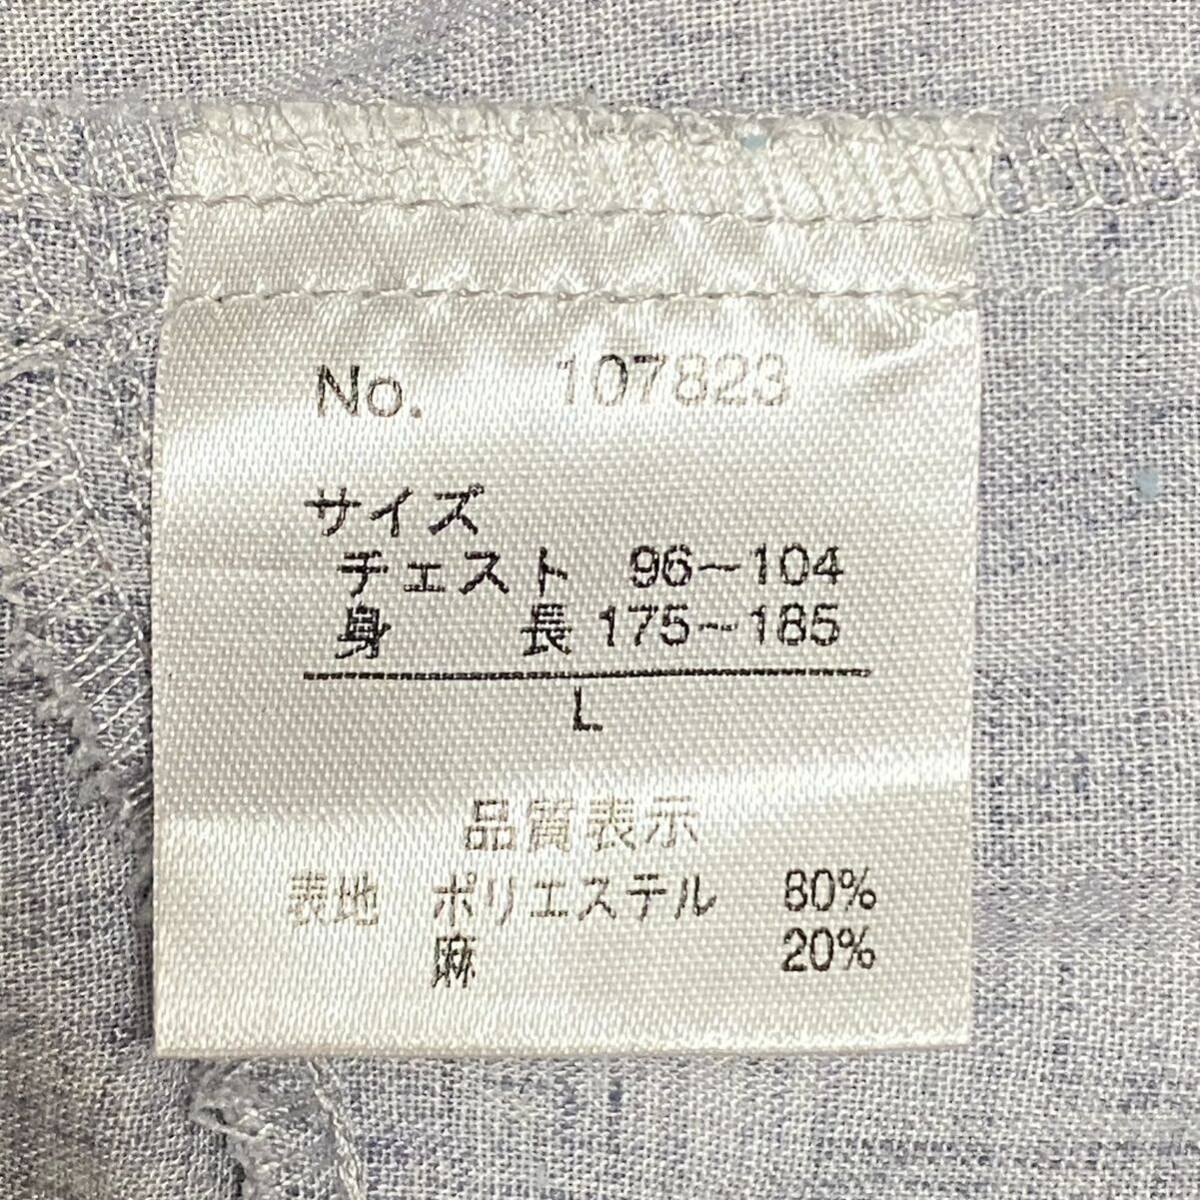 No. 107823
サイズ
チェスト 96～104
身長 175～185
L
品質表示
表地 ポリエステル 80%
麻 20%